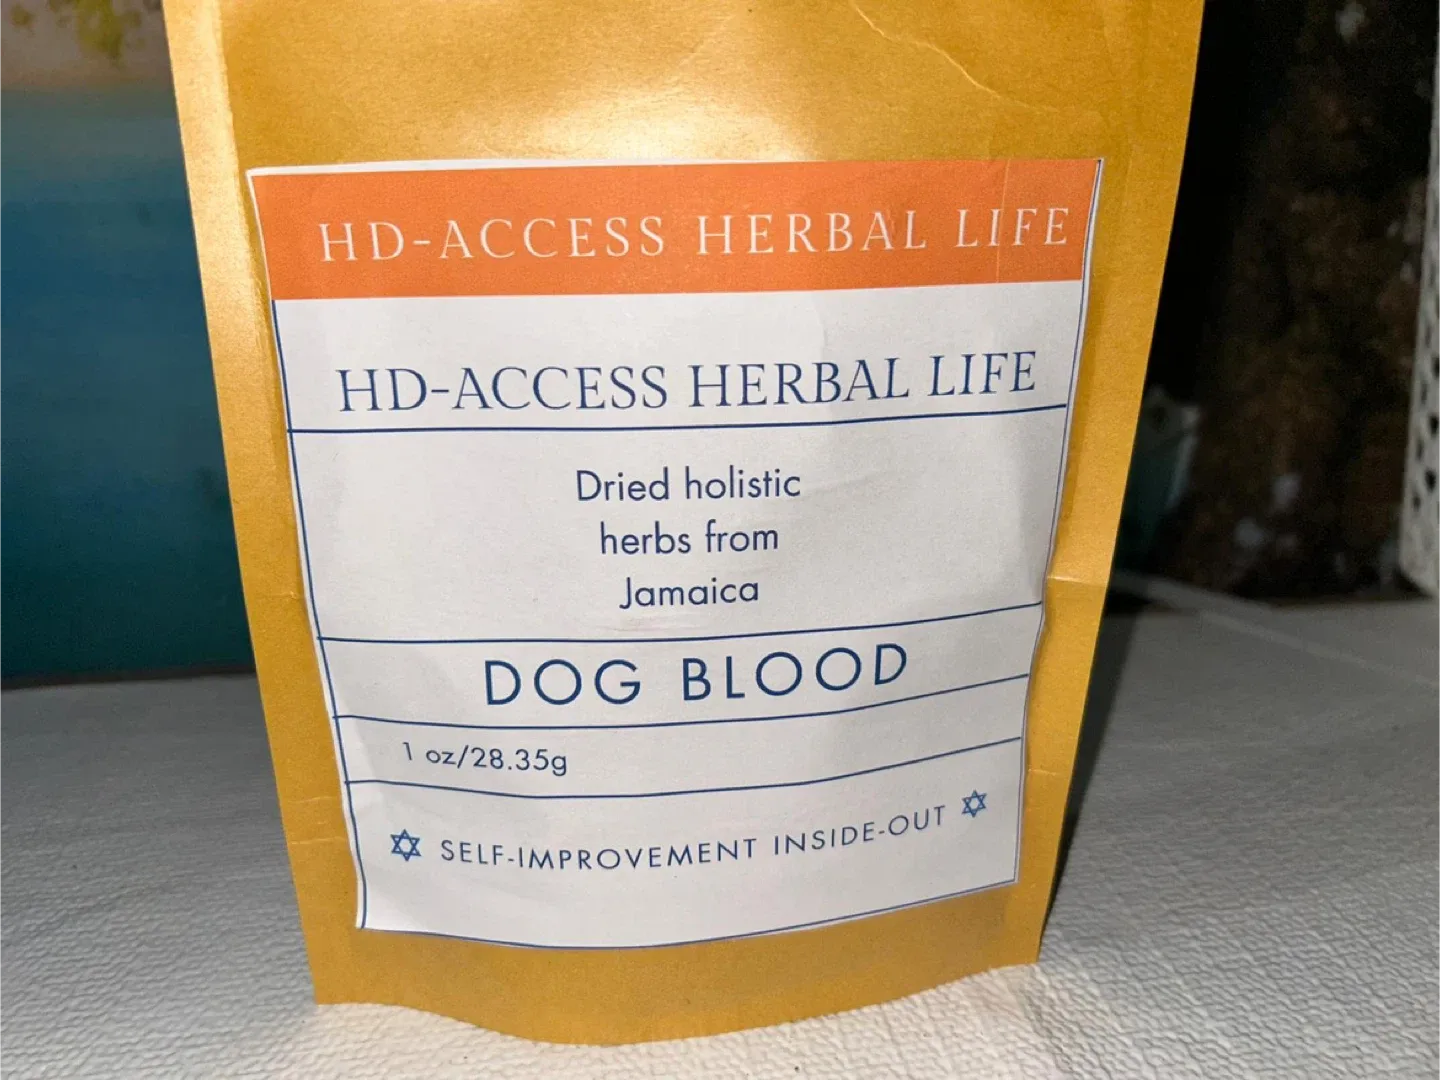 HD-ACCESS HERBAL LIFE
HD-ACCESS HERBAL LIFE
Dried holistic
herbs from
Jamaica
DOG BLOOD
1 oz/28.35g
✡ SELF-IMPROVEMENT INSIDE-OUT ✡